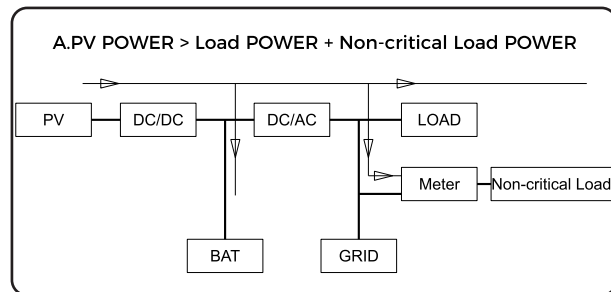 A.PV POWER > Load POWER + Non-critical Load POWER
PV
DC/DC
DC/AC
LOAD
Meter
Non-critical Load
BAT
GRID